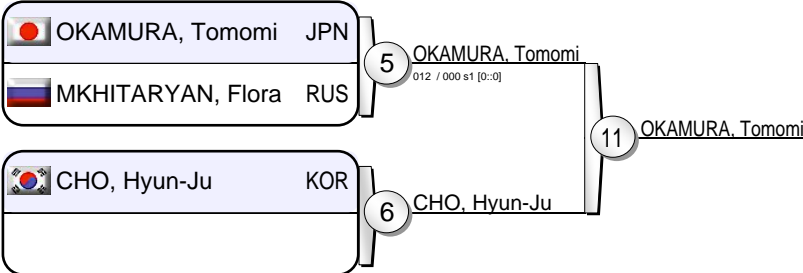 OKAMURA, Tomomi JPN
MKHITARYAN, Flora RUS
5
OKAMURA, Tomomi
012 / 000 s1 [0::0]
11
OKAMURA, Tomomi
CHO, Hyun-Ju KOR
6
CHO, Hyun-Ju